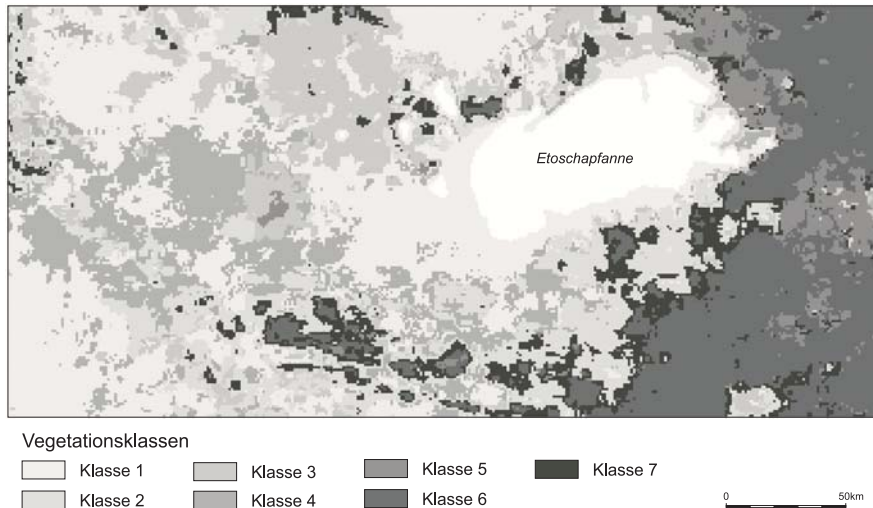 Etoschapfanne
Vegetationsklassen
Klasse 1
Klasse 3
Klasse 5
Klasse 7
Klasse 2
Klasse 4
Klasse 6
0
50km